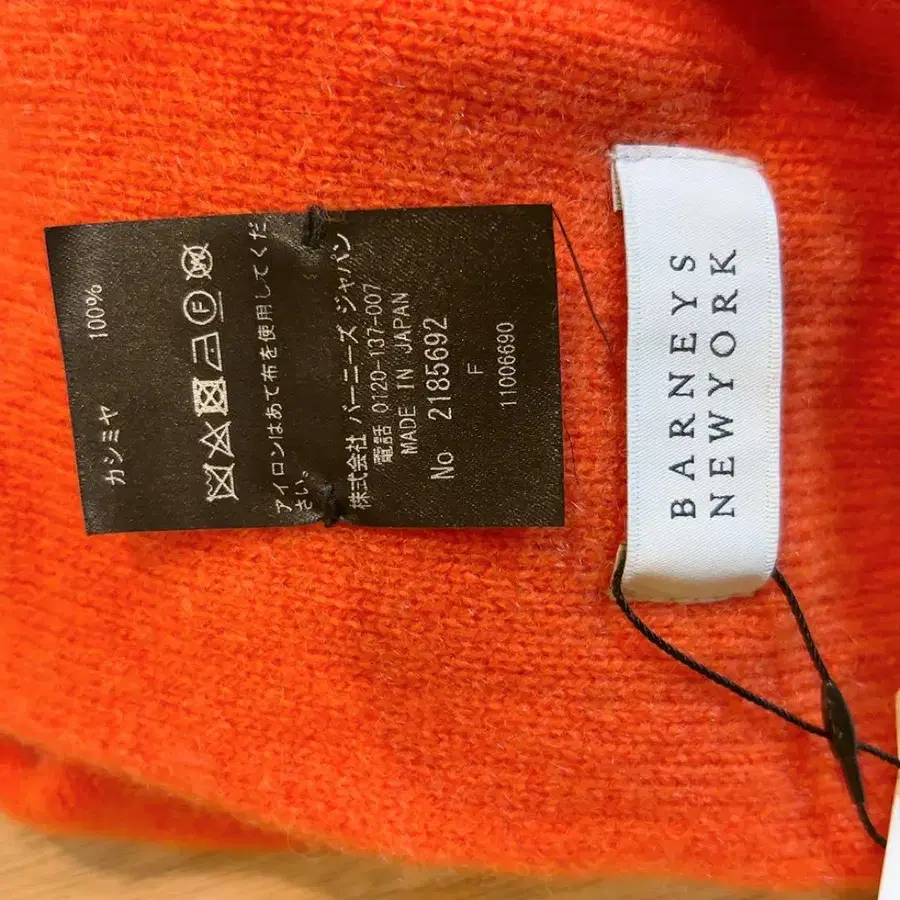 カシミヤ 100%
F
アイロンはあて布を使用してくだ
さい。
株式会社 バーニーズ ジャパン
電話 0120-137-007
MADE IN JAPAN
No 2185692
F
11006690
BARNEYS
NEWYORK